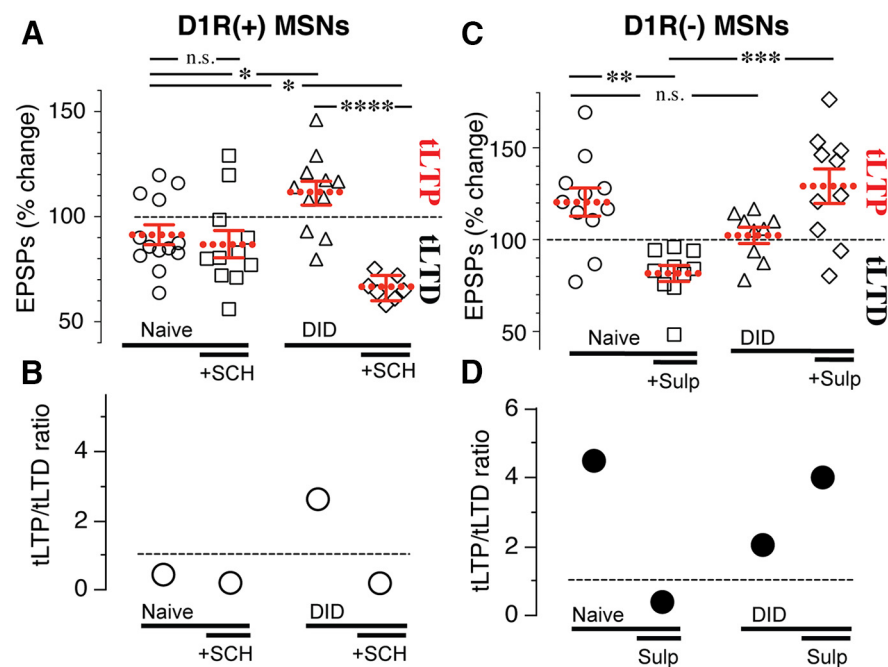 A
D1R(+) MSNs
n.s.
*
*
****
EPSPs (% change)
150
100
50
tLTP
tLTD
Naive
DID
+SCH
+SCH
B
tLTP/tLTD ratio
4
2
0
Naive
DID
+SCH
+SCH
C
D1R(-) MSNs
***
**
n.s.
EPSPs (% change)
150
100
50
tLTP
tLTD
Naive
DID
+Sulp
+Sulp
D
tLTP/tLTD ratio
6
4
2
0
Naive
DID
Sulp
Sulp